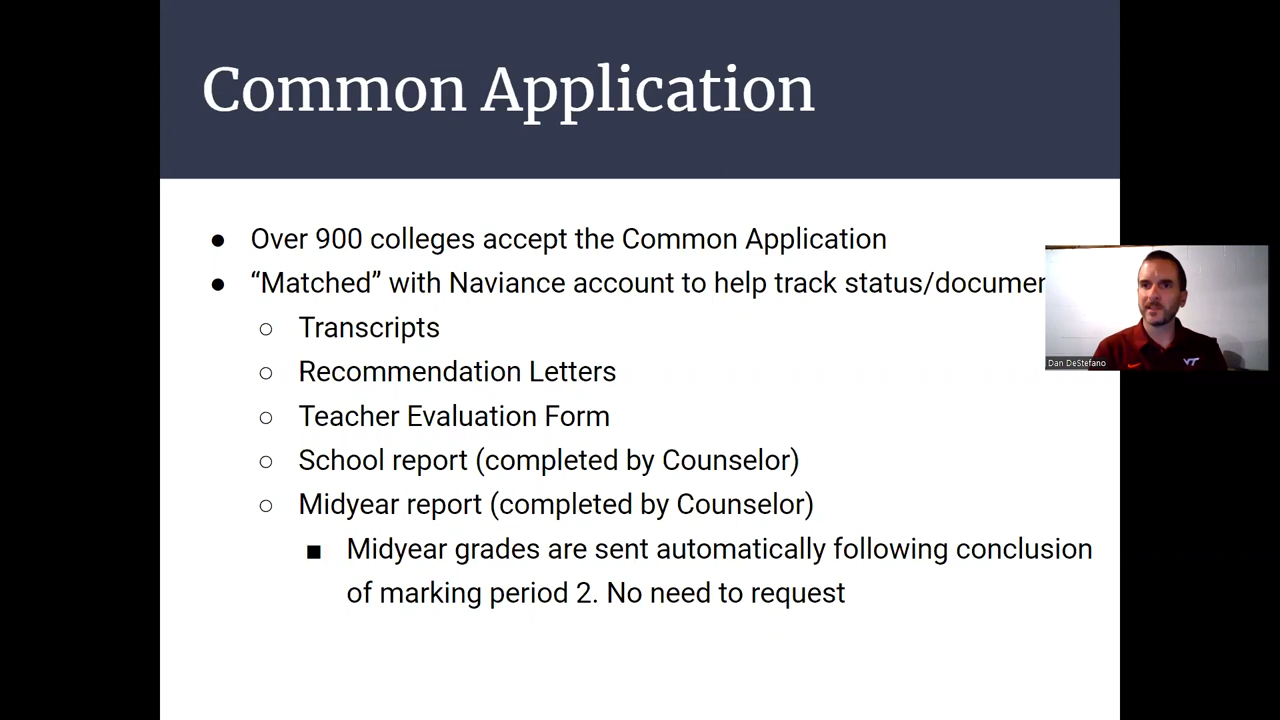 Common Application
● Over 900 colleges accept the Common Application
● “Matched” with Naviance account to help track
○ Transcripts
○ Recommendation Letters
○ Teacher Evaluation Form
○ School report (completed by Counselor)
○ Midyear report (completed by Counselor)
■ Midyear grades are sent automatically following conclusion
of marking period 2. No need to request
Dan DeStefano
VT